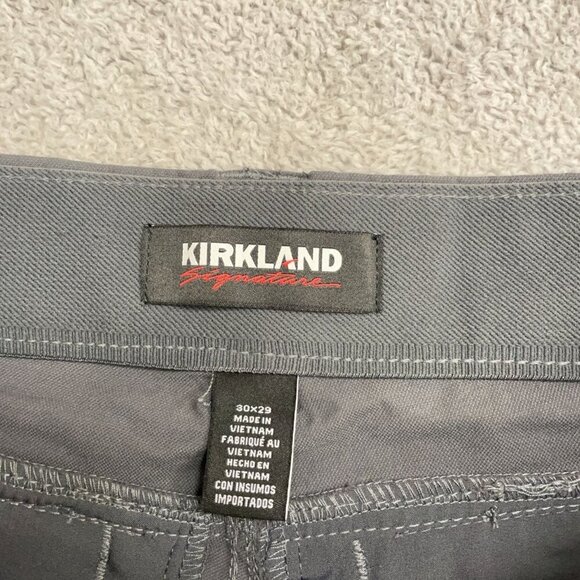 KIRKLAND
Signature
30x29
MADE IN
VIETNAM
FABRIQUÉ AU
VIETNAM
HECHO EN
VIETNAM
CON INSUMOS
IMPORTADOS